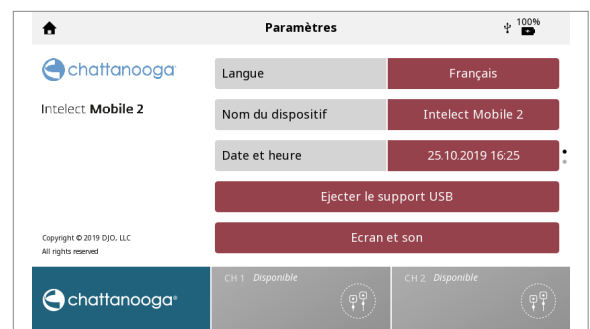 Paramètres
100%
chattanooga
Intelect Mobile 2
Langue
Français
Nom du dispositif
Intelect Mobile 2
Date et heure
25.10.2019 16:25
Ejecter le support USB
Ecran et son
Copyright © 2019 DJO, LLC
All rights reserved
chattanooga®
CH 1 Disponible
CH 2 Disponible